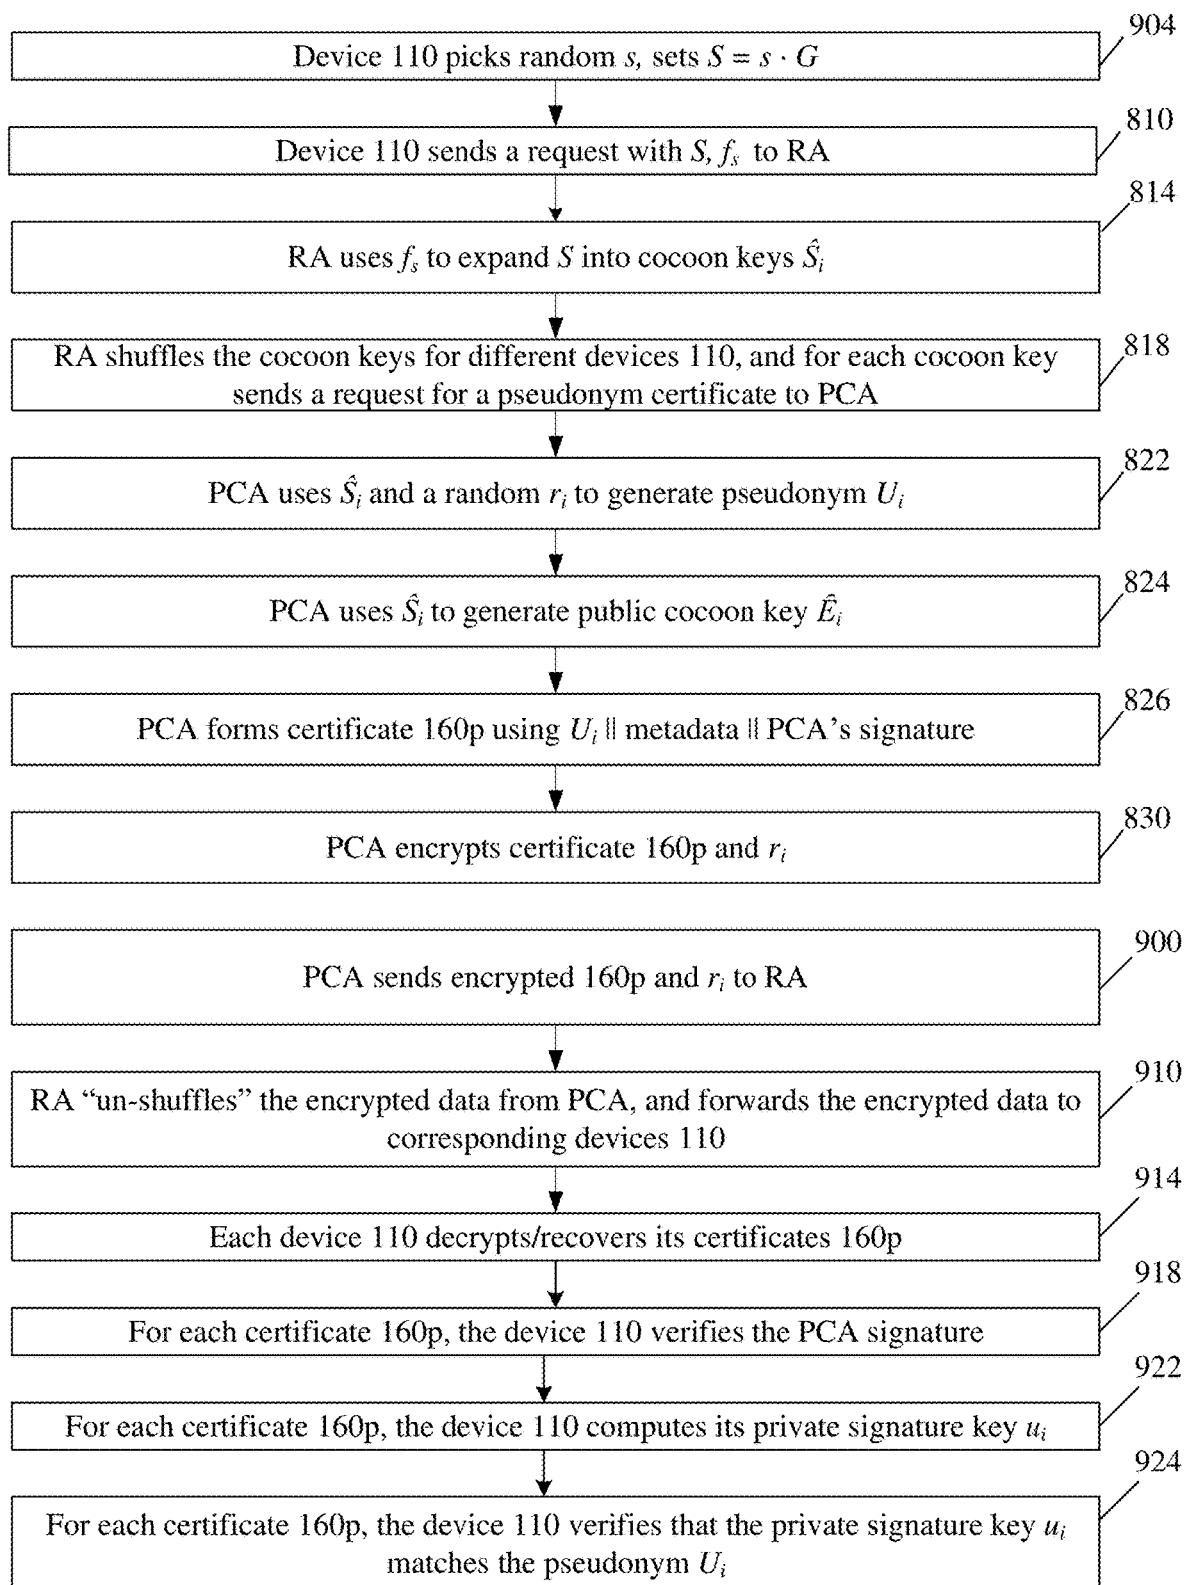 904
Device 110 picks random s, sets S = s · G
810
Device 110 sends a request with S, fₛ to RA
814
RA uses fₛ to expand S into cocoon keys Ŝᵢ
RA shuffles the cocoon keys for different devices 110, and for each cocoon key
818
sends a request for a pseudonym certificate to PCA
822
PCA uses Ŝᵢ and a random rᵢ to generate pseudonym Uᵢ
824
PCA uses Ŝᵢ to generate public cocoon key Êᵢ
826
PCA forms certificate 160p using Uᵢ || metadata || PCA's signature
830
PCA encrypts certificate 160p and rᵢ
900
PCA sends encrypted 160p and rᵢ to RA
910
RA “un-shuffles” the encrypted data from PCA, and forwards the encrypted data to
corresponding devices 110
914
Each device 110 decrypts/recovers its certificates 160p
918
For each certificate 160p, the device 110 verifies the PCA signature
922
For each certificate 160p, the device 110 computes its private signature key uᵢ
924
For each certificate 160p, the device 110 verifies that the private signature key uᵢ
matches the pseudonym Uᵢ